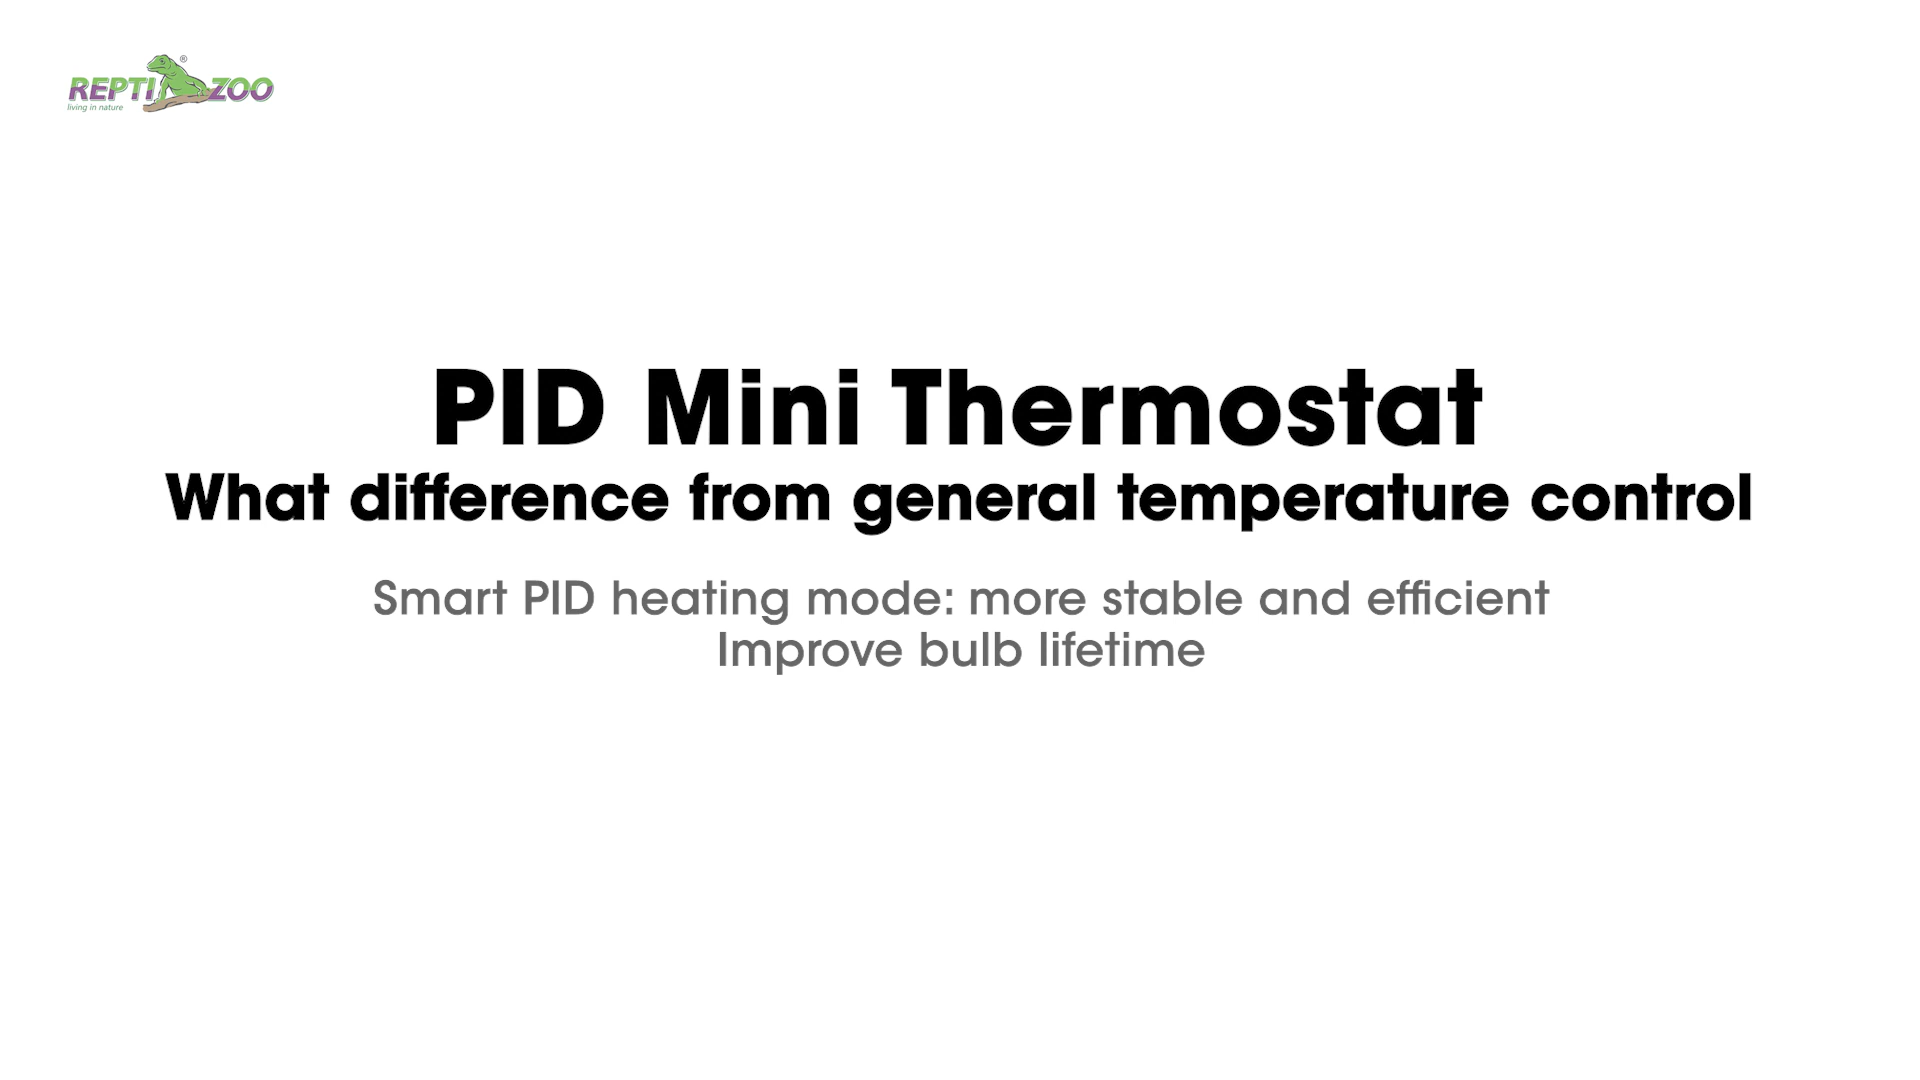 REPTI ZOO ®
living in nature
PID Mini Thermostat
What difference from general temperature control
Smart PID heating mode: more stable and efficient
Improve bulb lifetime